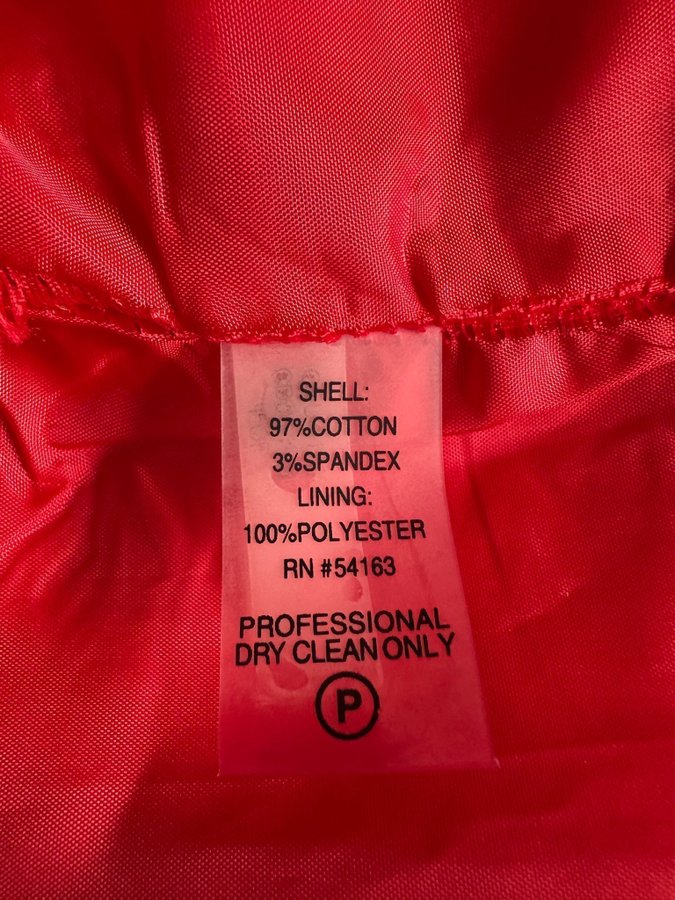 SHELL:
97%COTTON
3%SPANDEX
LINING:
100%POLYESTER
RN #54163
PROFESSIONAL
DRY CLEAN ONLY
P